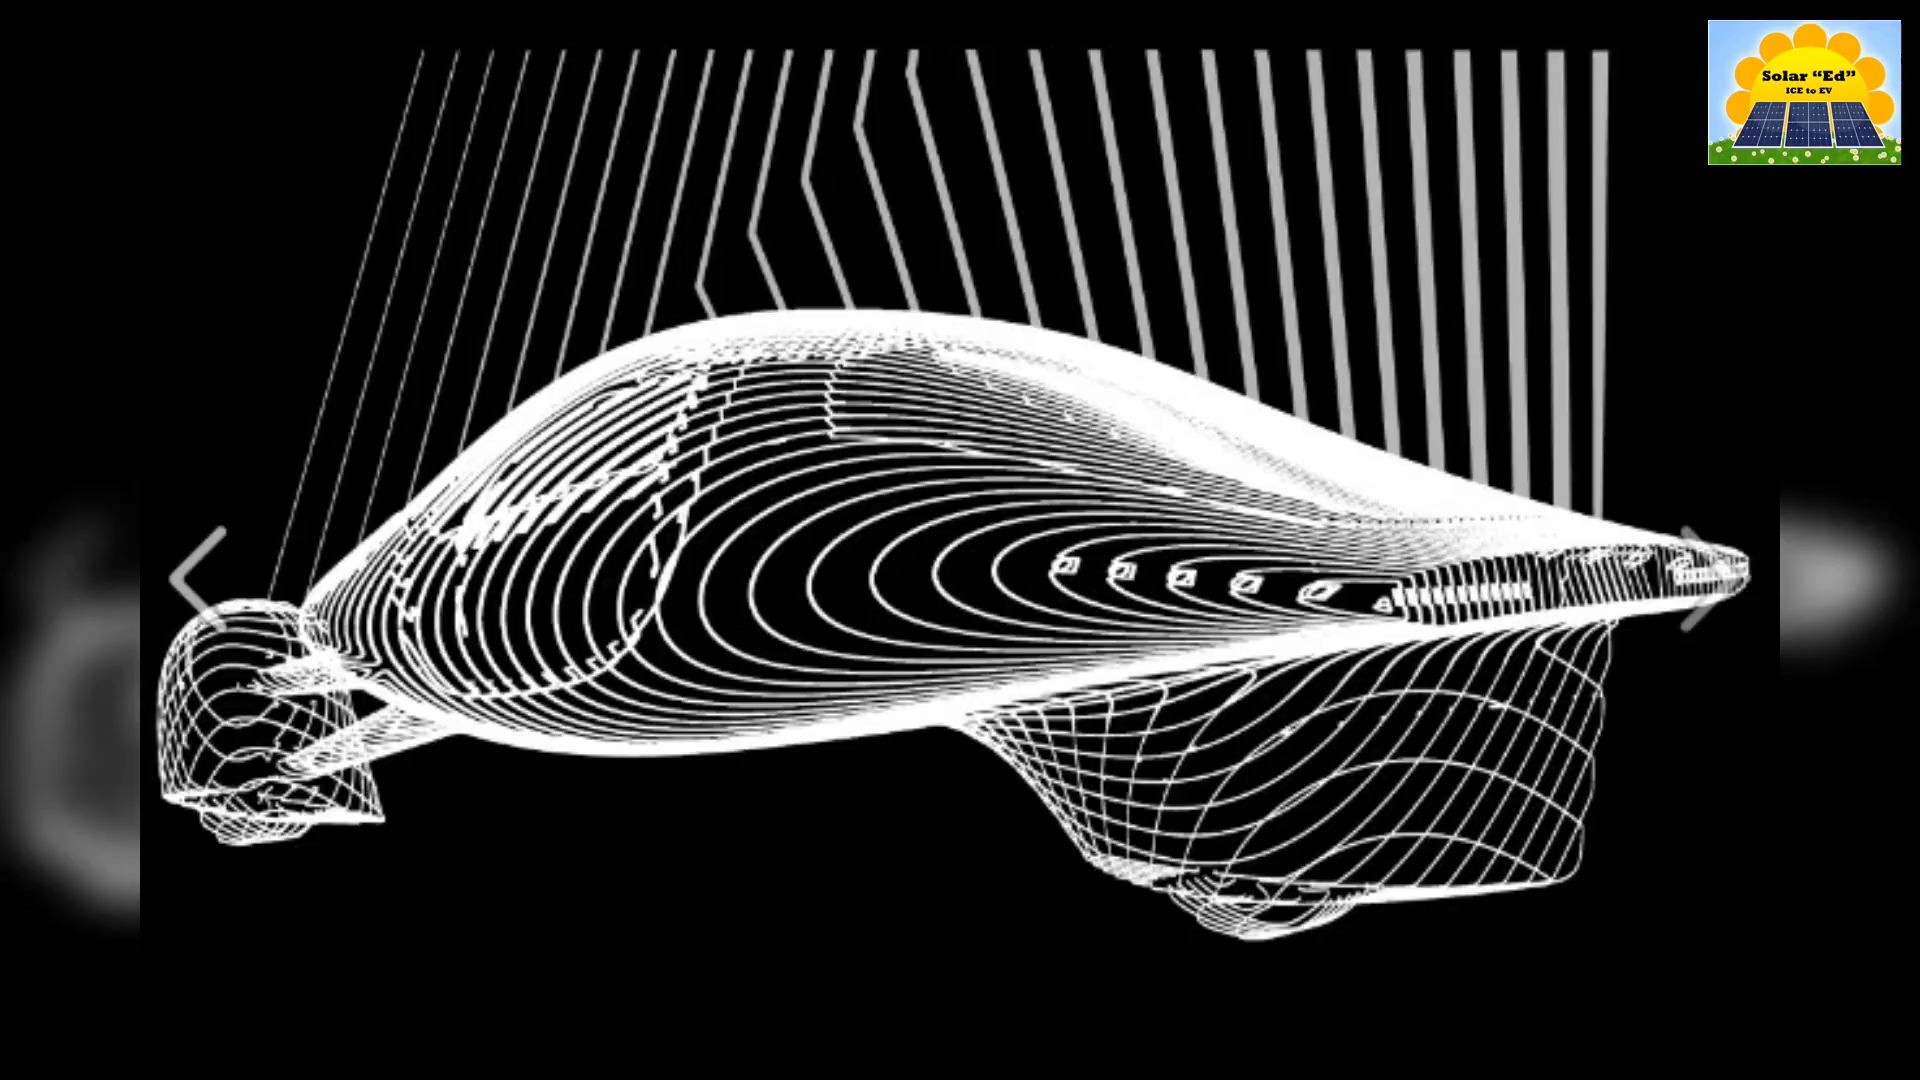 Solar “Ed”
ICE to EV